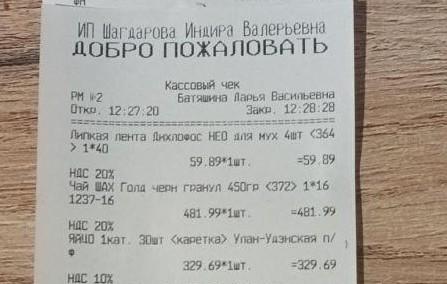 ФП
ИП Шагдарова Индира Валерьевна
ДОБРО ПОЖАЛОВАТЬ
Кассовый чек
РМ №2 Батяшина Дарья Васильевна
Откр. 12:27:20 Закр. 12:28:28
Липкая лента Дихлофос НЕО для мух 4шт <364
> 1*40
59.89*1шт. =59.89
НДС 20%
Чай ШАХ Голд черн гранул 450гр <372> 1*16
1237-16
481.99*1шт. =481.99
НДС 20%
ЯЙЦО 1кат. 30шт <каретка> Улан-Удэнская п/
ф
329.69*1шт. =329.69
НДС 10%